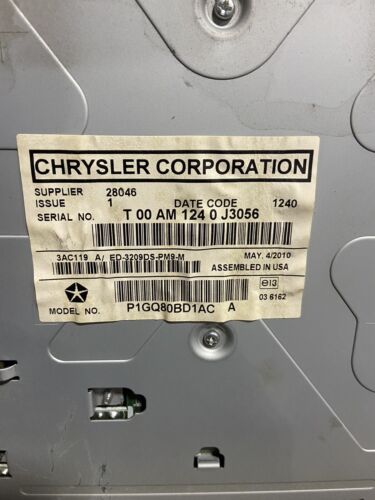 CHRYSLER CORPORATION
SUPPLIER 28046
ISSUE 1 DATE CODE 1240
SERIAL NO. T 00 AM 124 0 J3056
3AC119 A/ ED-3209DS-PM9-M MAY. 4/2010
ASSEMBLED IN USA
e13
03 6162
MODEL NO. P1GQ80BD1AC A